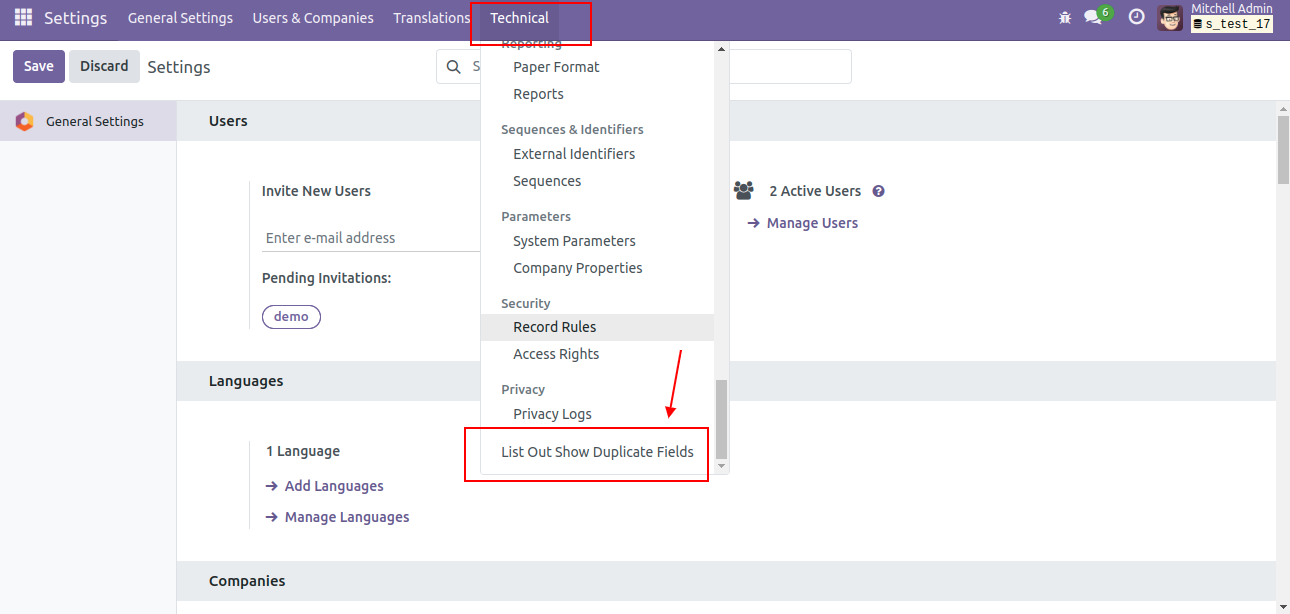 Settings General Settings Users & Companies Translations Technical 6 Mitchell Admin
s_test_17
Save Discard Settings S
General Settings
Users
Invite New Users
Enter e-mail address
Pending Invitations:
demo
2 Active Users ?
Manage Users
Reporting
Paper Format
Reports
Sequences & Identifiers
External Identifiers
Sequences
Parameters
System Parameters
Company Properties
Security
Record Rules
Access Rights
Privacy
Privacy Logs
List Out Show Duplicate Fields
Languages
1 Language
Add Languages
Manage Languages
Companies